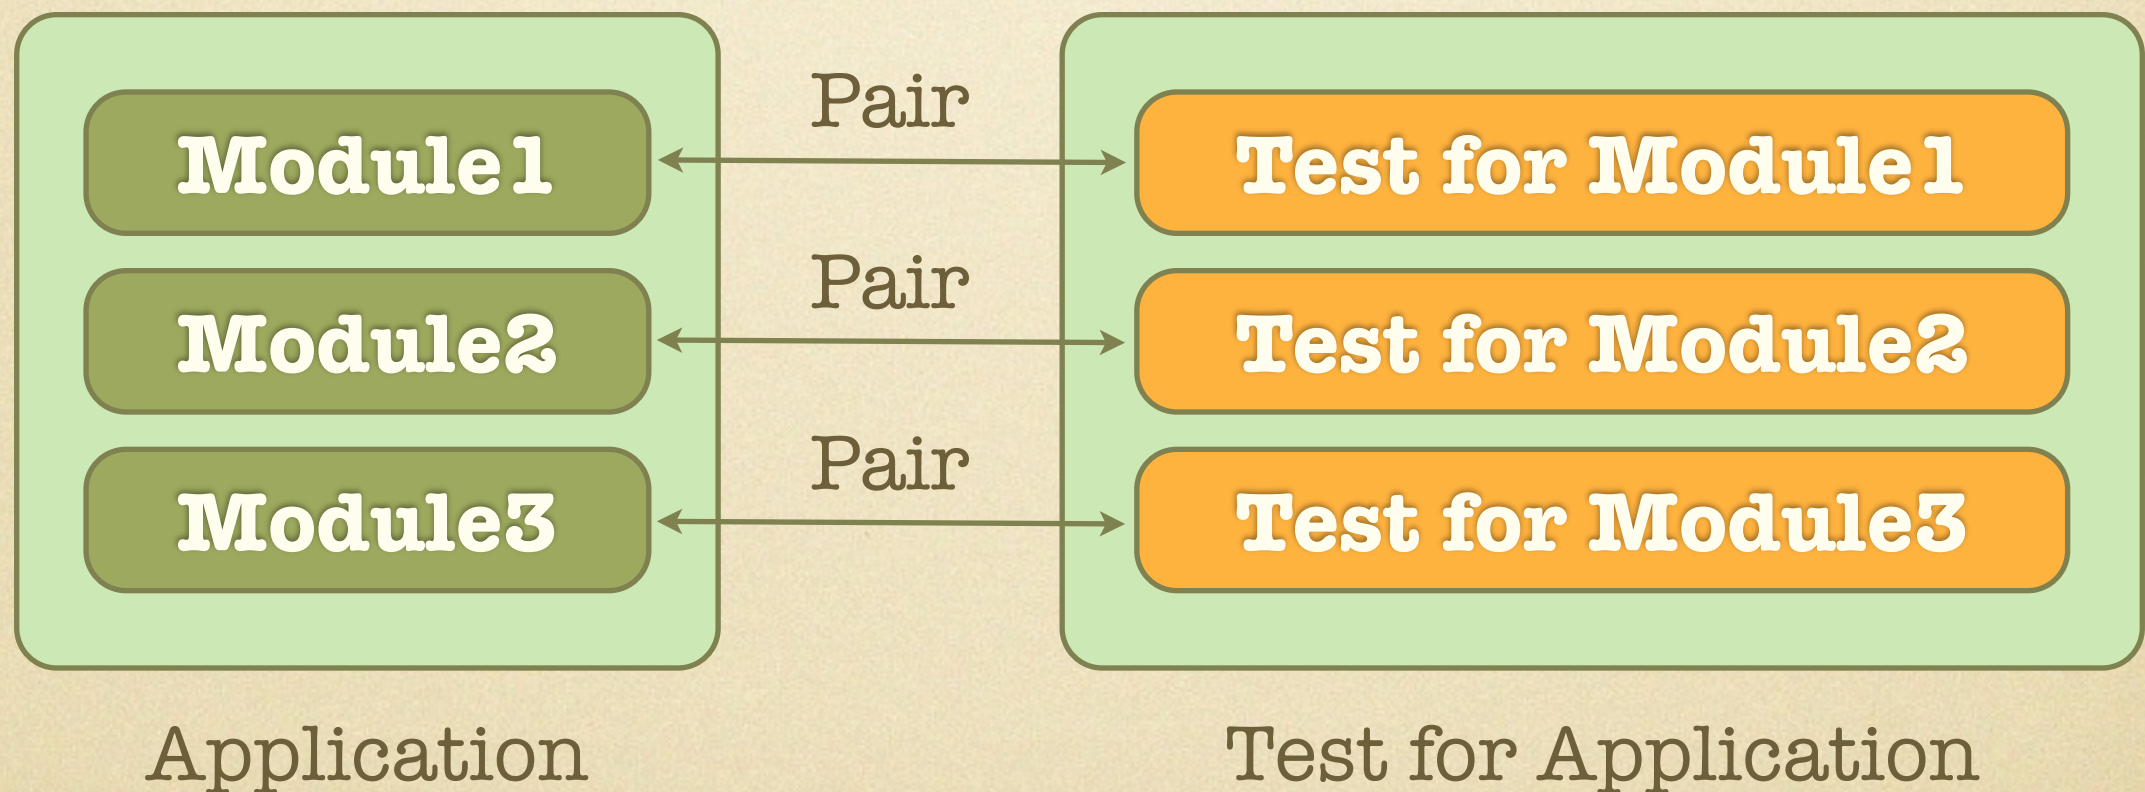 Pair
Module1
Test for Module1
Pair
Module2
Test for Module2
Pair
Module3
Test for Module3
Application
Test for Application